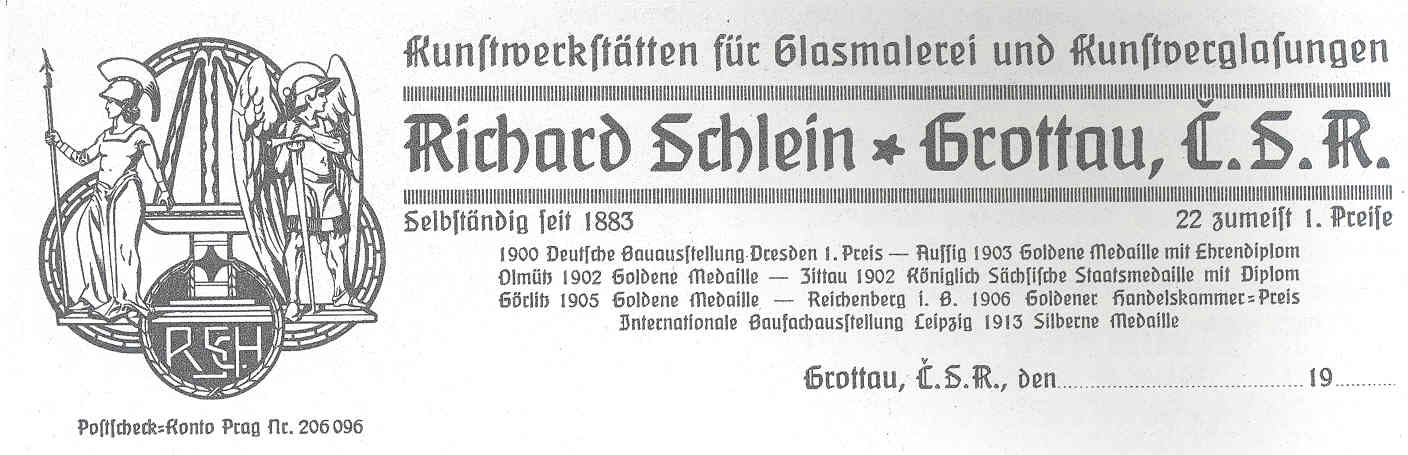 Kunstwerkstätten für Glasmalerei und Kunstverglasungen
Richard Schlein ★ Grottau, Č.S.R.
Selbständig seit 1883 22 zumeist 1. Preise
1900 Deutsche Bauausstellung Dresden 1. Preis — Aussig 1903 Goldene Medaille mit Ehrendiplom
Olmütz 1902 Goldene Medaille — Zittau 1902 Königlich Sächsische Staatsmedaille mit Diplom
Görlitz 1905 Goldene Medaille — Reichenberg i. B. 1906 Goldener Handelskammer=Preis
Internationale Baufachausstellung Leipzig 1913 Silberne Medaille
Grottau, Č.S.R., den 19
R SCH.
Postscheck=Konto Prag Nr. 206096